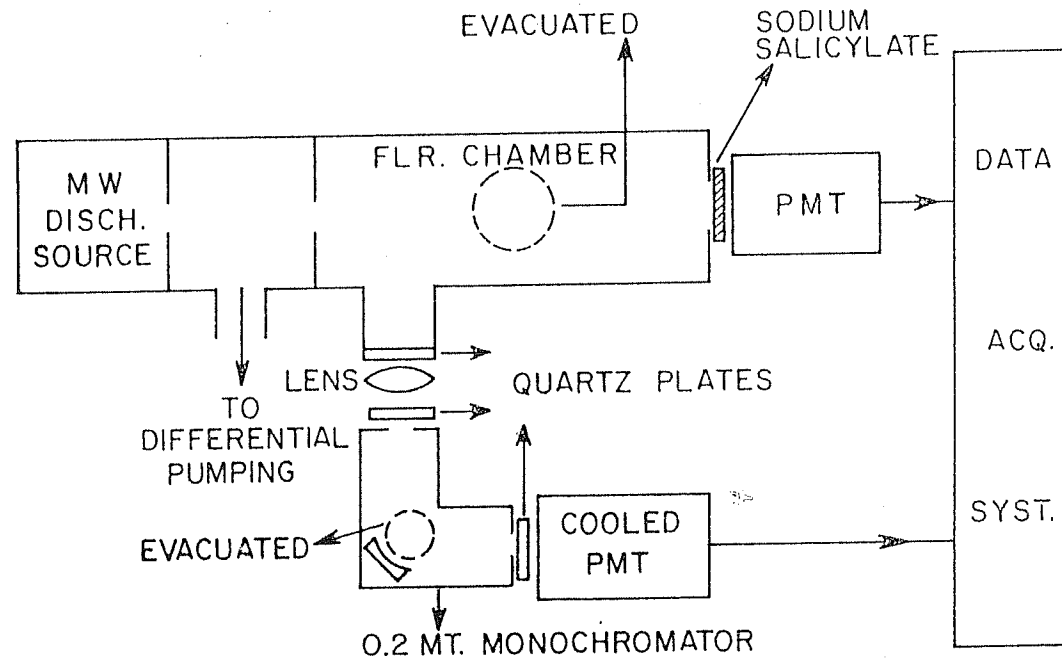 EVACUATED
SODIUM
SALICYLATE
FLR. CHAMBER
MW
DISCH.
SOURCE
PMT
DATA
ACQ.
SYST.
LENS
QUARTZ PLATES
TO
DIFFERENTIAL
PUMPING
EVACUATED
COOLED
PMT
0.2 MT. MONOCHROMATOR